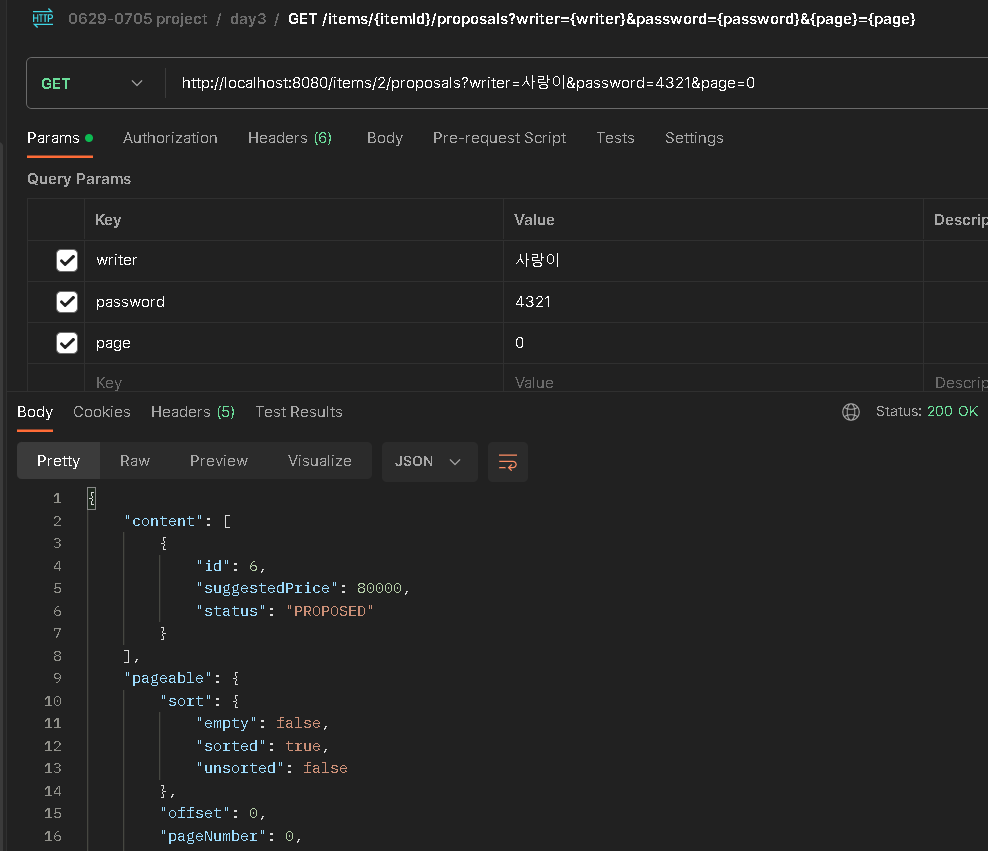 HTTP 0629-0705 project / day3 / GET /items/{itemId}/proposals?writer={writer}&password={password}&{page}={page}
GET http://localhost:8080/items/2/proposals?writer=사랑이&password=4321&page=0
Params Authorization Headers (6) Body Pre-request Script Tests Settings
Query Params
Key Value Descrip
writer 사랑이
password 4321
page 0
Key Value Descrip
Body Cookies Headers (5) Test Results Status: 200 OK
Pretty Raw Preview Visualize JSON
1 {
2 "content": [
3 {
4 "id": 6,
5 "suggestedPrice": 80000,
6 "status": "PROPOSED"
7 }
8 ],
9 "pageable": {
10 "sort": {
11 "empty": false,
12 "sorted": true,
13 "unsorted": false
14 },
15 "offset": 0,
16 "pageNumber": 0,